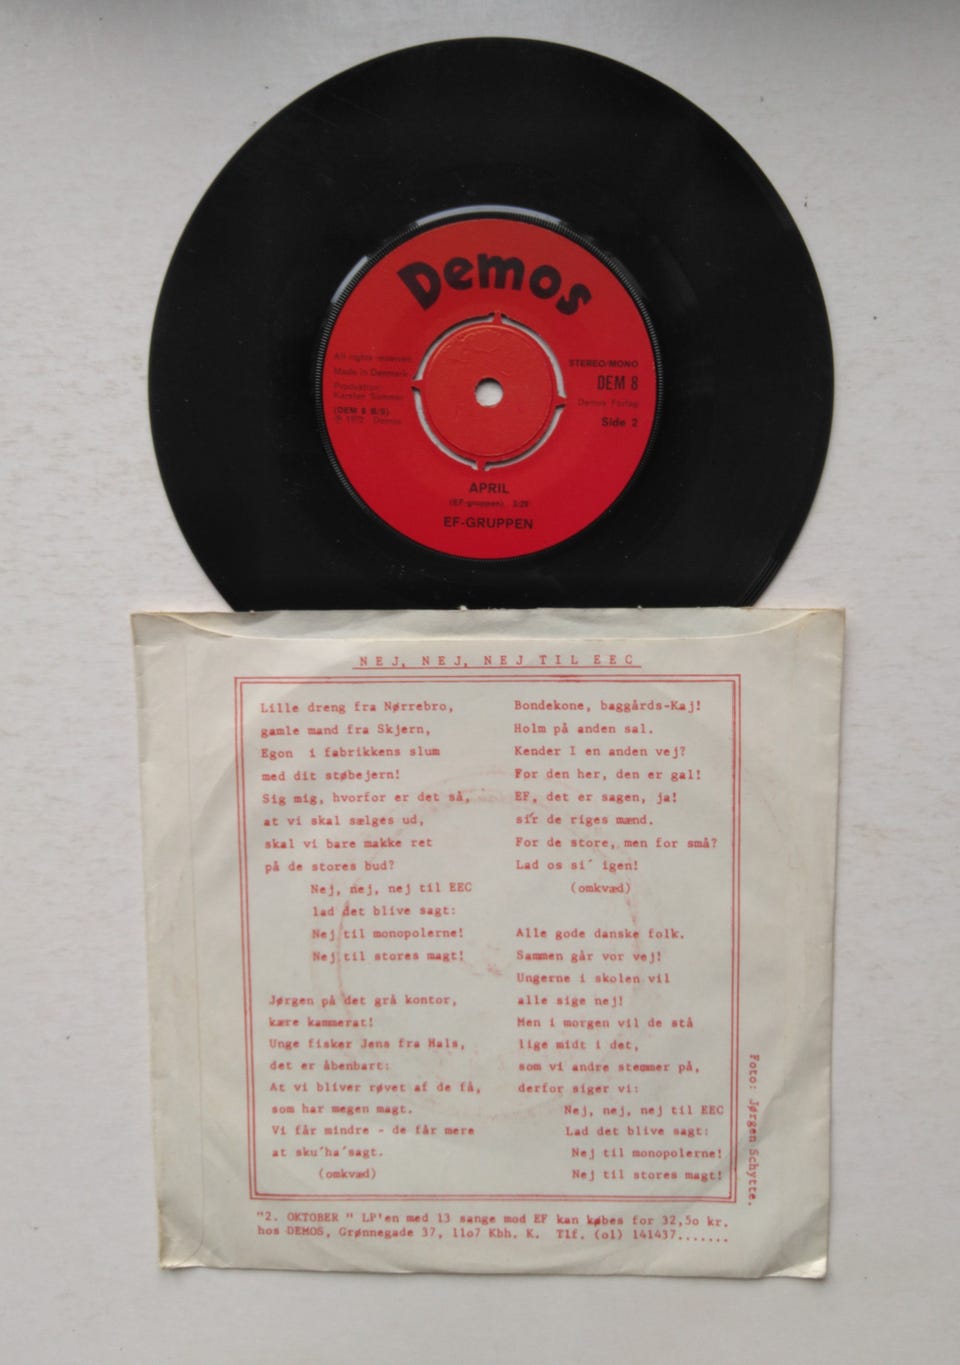 Demos
All rights reserved.
Made in Denmark.
Produktion:
Karsten Sommer
(DEM 8 B/S)
℗ 1972 Demos
STEREO/MONO
DEM 8
Demos Forlag
Side 2
APRIL
(EF-gruppen) 3:28
EF-GRUPPEN
NEJ, NEJ, NEJ TIL EEC
Lille dreng fra Nørrebro,
gamle mand fra Skjern,
Egon i fabrikkens slum
med dit støbejern!
Sig mig, hvorfor er det så,
at vi skal sælges ud,
skal vi bare makke ret
på de stores bud?
Nej, nej, nej til EEC
lad det blive sagt:
Nej til monopolerne!
Nej til stores magt!
Jørgen på det grå kontor,
kære kammerat!
Unge fisker Jens fra Hals,
det er åbenbart:
At vi bliver røvet af de få,
som har megen magt.
Vi får mindre - de får mere
at sku´ha´sagt.
(omkvæd)
Bondekone, baggårds-Kaj!
Holm på anden sal.
Kender I en anden vej?
For den her, den er gal!
EF, det er sagen, ja!
sir de riges mænd.
For de store, men for små?
Lad os si´ igen!
(omkvæd)
Alle gode danske folk.
Sammen går vor vej!
Ungerne i skolen vil
alle sige nej!
Men i morgen vil de stå
lige midt i det,
som vi andre stemmer på,
derfor siger vi:
Nej, nej, nej til EEC
Lad det blive sagt:
Nej til monopolerne!
Nej til stores magt!
Foto: Jørgen Schytte.
"2. OKTOBER " LP'en med 13 sange mod EF kan købes for 32,5o kr.
hos DEMOS, Grønnegade 37, 11o7 Kbh. K. Tlf. (o1) 141437.......